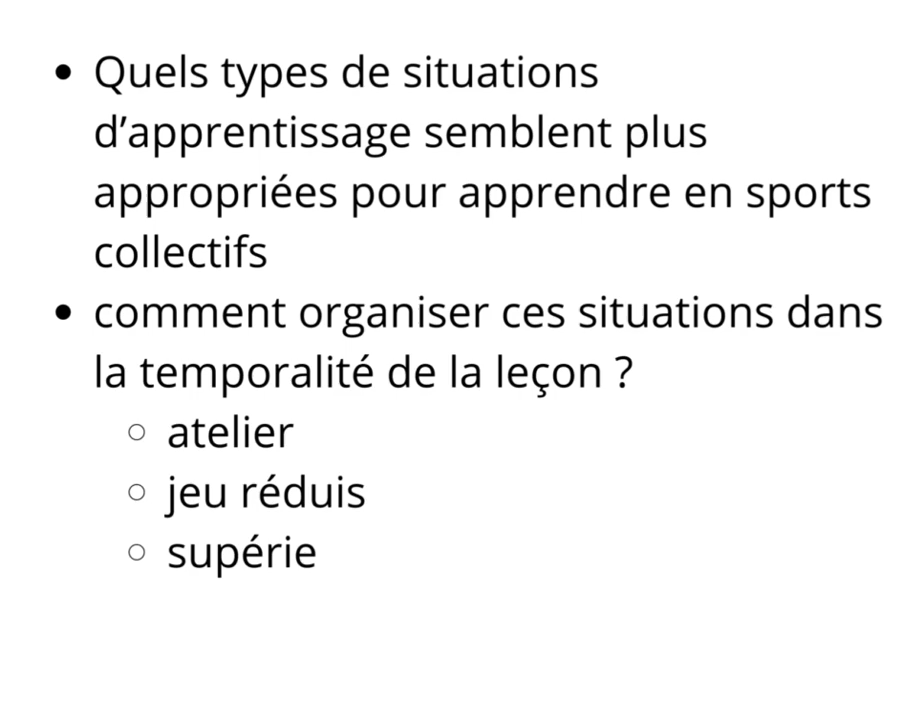 Quels types de situations
d’apprentissage semblent plus
appropriées pour apprendre en sports
collectifs
comment organiser ces situations dans
la temporalité de la leçon ?
atelier
jeu réduis
supérie